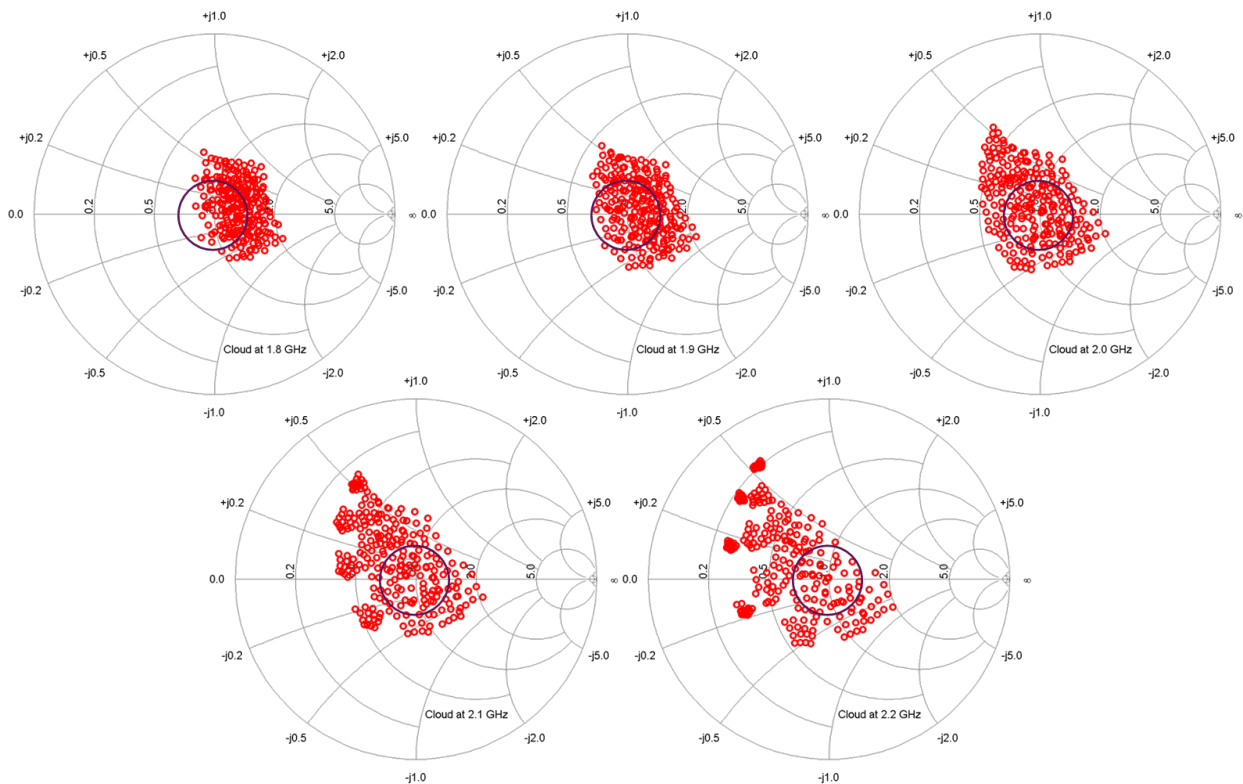 +j1.0 +j1.0 +j1.0
+j0.5 +j2.0 +j0.5 +j2.0 +j0.5 +j2.0
+j0.2 +j5.0 +j0.2 +j5.0 +j0.2 +j5.0
0.0 0.2 0.5 5.0 ∞ 0.0 0.2 0.5 2.0 5.0 ∞ 0.0 0.2 0.5 2.0 5.0 ∞
-j0.2 -j5.0 -j0.2 -j5.0 -j0.2 -j5.0
Cloud at 1.8 GHz Cloud at 1.9 GHz Cloud at 2.0 GHz
-j0.5 -j2.0 -j0.5 -j2.0 -j0.5 -j2.0
-j1.0 -j1.0 -j1.0
+j1.0 +j1.0
+j0.5 +j2.0 +j0.5 +j2.0
+j0.2 +j5.0 +j0.2 +j5.0
0.0 0.2 2.0 5.0 ∞ 0.0 0.2 0.5 2.0 5.0 ∞
-j0.2 -j5.0 -j0.2 -j5.0
Cloud at 2.1 GHz Cloud at 2.2 GHz
-j0.5 -j2.0 -j0.5 -j2.0
-j1.0 -j1.0